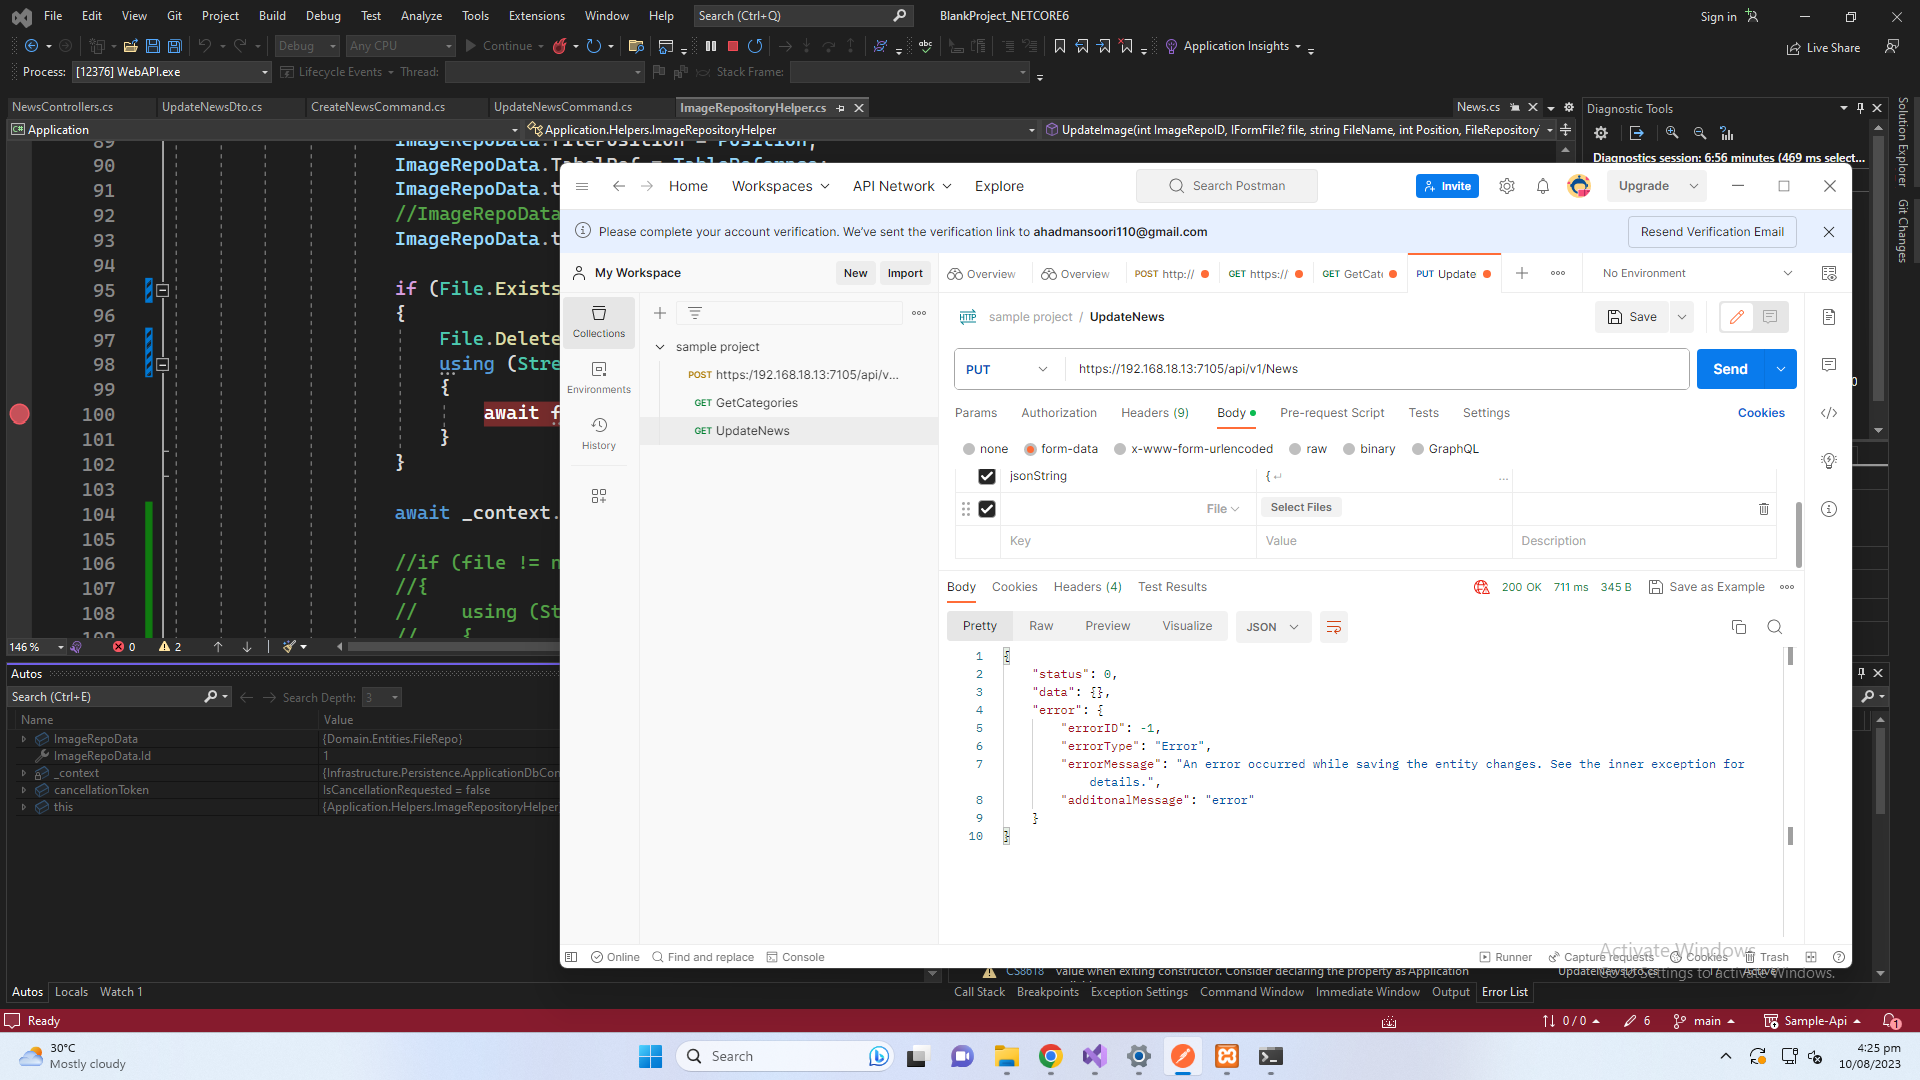 File Edit View Git Project Build Debug Test Analyze Tools Extensions Window Help Search (Ctrl+Q) BlankProject_NETCORE6 Sign in
Debug Any CPU Continue Application Insights Live Share
Process: [12376] WebAPI.exe Lifecycle Events Thread: Stack Frame:
NewsControllers.cs UpdateNewsDto.cs CreateNewsCommand.cs UpdateNewsCommand.cs ImageRepositoryHelper.cs News.cs Diagnostic Tools
Application Application.Helpers.ImageRepositoryHelper UpdateImage(int ImageRepoID, IFormFile? file, string FileName, int Position, FileRepository
Diagnostics session: 6:56 minutes (469 ms select...
Solution Explorer
Git Changes
89 ImageRepoData.filePosition = Position;
90 ImageRepoData.TabelRef = TableReference;
91 ImageRepoData.t
92 //ImageRepoData
93 ImageRepoData.t
94
95 if (File.Exists
96 {
97 File.Delete
98 using (Stre
99 {
100 await f
101 }
102 }
103
104 await _context.
105
106 //if (file != n
107 //{
108 // using (St
109 // {
146 % 0 2
Autos
Search (Ctrl+E) Search Depth: 3
Name Value
ImageRepoData {Domain.Entities.FileRepo}
ImageRepoData.Id 1
_context {Infrastructure.Persistence.ApplicationDbCon
cancellationToken IsCancellationRequested = false
this {Application.Helpers.ImageRepositoryHelper
Autos Locals Watch 1
Home Workspaces API Network Explore Search Postman Invite Upgrade
Please complete your account verification. We've sent the verification link to ahadmansoori110@gmail.com Resend Verification Email
My Workspace New Import Overview Overview POST http:// GET https:// GET GetCate PUT Update No Environment
Collections
Environments
History
sample project
POST https:/192.168.18.13:7105/api/v...
GET GetCategories
GET UpdateNews
HTTP sample project / UpdateNews Save
PUT https://192.168.18.13:7105/api/v1/News Send
Params Authorization Headers (9) Body Pre-request Script Tests Settings Cookies
none form-data x-www-form-urlencoded raw binary GraphQL
jsonString { ...
File Select Files
Key Value Description
Body Cookies Headers (4) Test Results 200 OK 711 ms 345 B Save as Example
Pretty Raw Preview Visualize JSON
1 {
2 "status": 0,
3 "data": {},
4 "error": {
5 "errorID": -1,
6 "errorType": "Error",
7 "errorMessage": "An error occurred while saving the entity changes. See the inner exception for
details.",
8 "additonalMessage": "error"
9 }
10 }
Online Find and replace Console Runner Capture requests Cookies Trash
Activate Windows
Go to Settings to activate Windows.
CS8618 value when exiting constructor. Consider declaring the property as Application UpdateNewsDto.cs 17 Active
Call Stack Breakpoints Exception Settings Command Window Immediate Window Output Error List
Ready 0 / 0 6 main Sample-Api 1
30°C
Mostly cloudy
Search
4:25 pm
10/08/2023